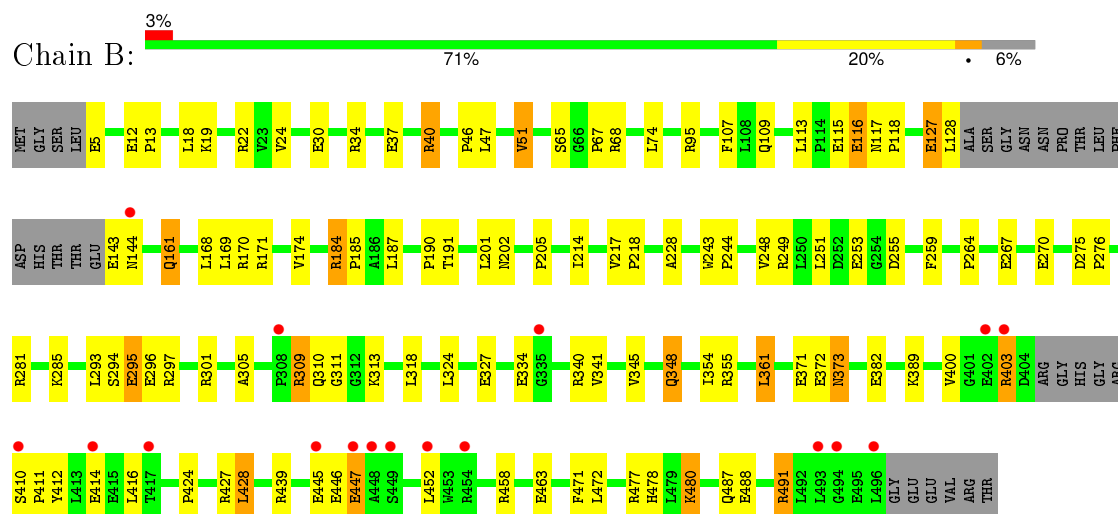 3%
Chain B:
71% 20% • 6%
MET GLY SER LEU E5 E12 P13 L18 K19 R22 V23 V24 E30 R34 E37 R40 P46 L47 V51 S65 G66 P67 R68 L74 R95 F107 L108 Q109 L113 P114 E115 E116 N117 P118 E127 L128 ALA SER GLY ASN ASN PRO THR LEU PHE
ASP HIS THR THR GLU E143 N144 Q161 L168 L169 R170 R171 V174 R184 P185 A186 L187 P190 T191 L201 N202 P205 I214 V217 P218 A228 W243 P244 V248 R249 L250 L251 D252 E253 G254 D255 F259 P264 E267 E270 D275 P276
R281 K285 L293 S294 E295 E296 R297 R301 A305 P308 R309 Q310 G311 G312 K313 L318 L324 E327 E334 G335 R340 V341 V345 Q348 I354 R355 L361 E371 E372 N373 E382 K389 V400 G401 E402 R403 D404 ARG GLY HIS GLY ARG
S410 P411 Y412 L413 E414 E415 L416 T417 P424 R427 L428 R439 E445 E446 E447 A448 S449 L452 W453 R454 R458 E463 F471 L472 R477 H478 L479 K480 Q487 E488 R491 L492 L493 G494 E495 L496 GLY GLU GLU VAL ARG THR